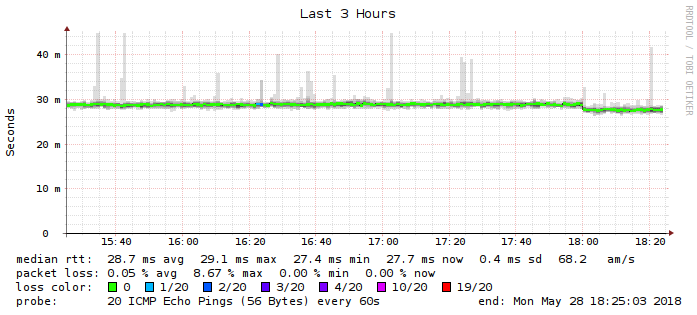 Last 3 Hours
RRDTOOL / TOBI OETIKER
Seconds
40 m
30 m
20 m
10 m
0
15:40 16:00 16:20 16:40 17:00 17:20 17:40 18:00 18:20
median rtt: 28.7 ms avg 29.1 ms max 27.4 ms min 27.7 ms now 0.4 ms sd 68.2 am/s
packet loss: 0.05 % avg 8.67 % max 0.00 % min 0.00 % now
loss color: 0 1/20 2/20 3/20 4/20 10/20 19/20
probe: 20 ICMP Echo Pings (56 Bytes) every 60s end: Mon May 28 18:25:03 2018